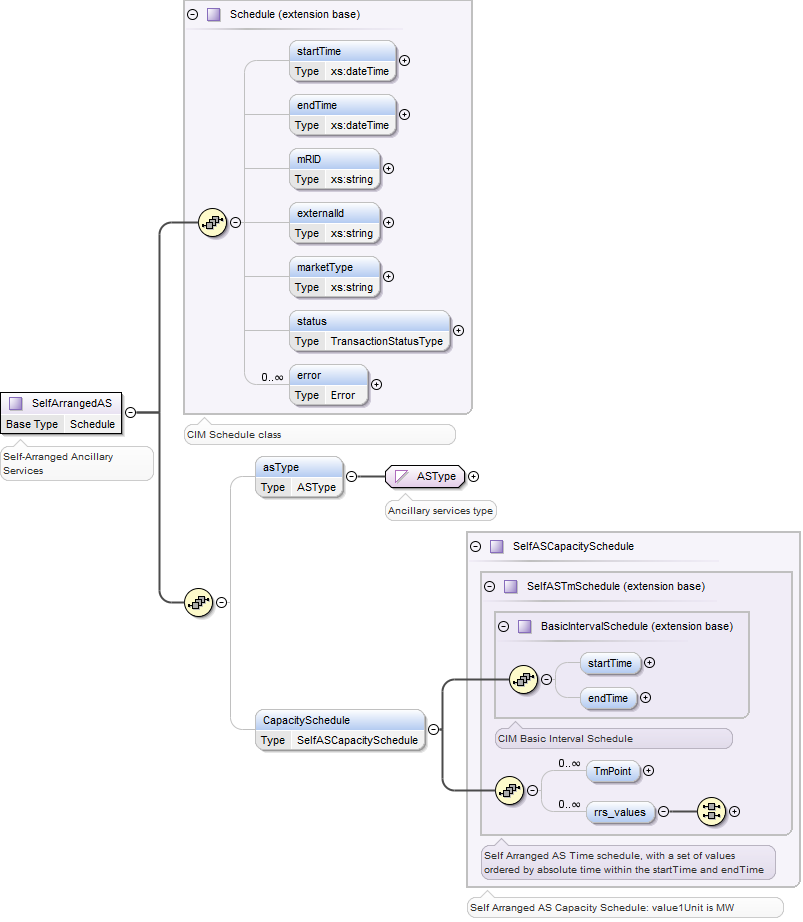 Schedule (extension base)
startTime
Type xs:dateTime
endTime
Type xs:dateTime
mRID
Type xs:string
externalId
Type xs:string
marketType
Type xs:string
status
Type TransactionStatusType
0..∞
error
Type Error
CIM Schedule class
SelfArrangedAS
Base Type Schedule
Self-Arranged Ancillary
Services
asType
Type ASType
ASType
Ancillary services type
CapacitySchedule
Type SelfASCapacitySchedule
SelfASCapacitySchedule
SelfASTmSchedule (extension base)
BasicIntervalSchedule (extension base)
startTime
endTime
CIM Basic Interval Schedule
0..∞
TmPoint
0..∞
rrs_values
Self Arranged AS Time schedule, with a set of values
ordered by absolute time within the startTime and endTime
Self Arranged AS Capacity Schedule: value1Unit is MW